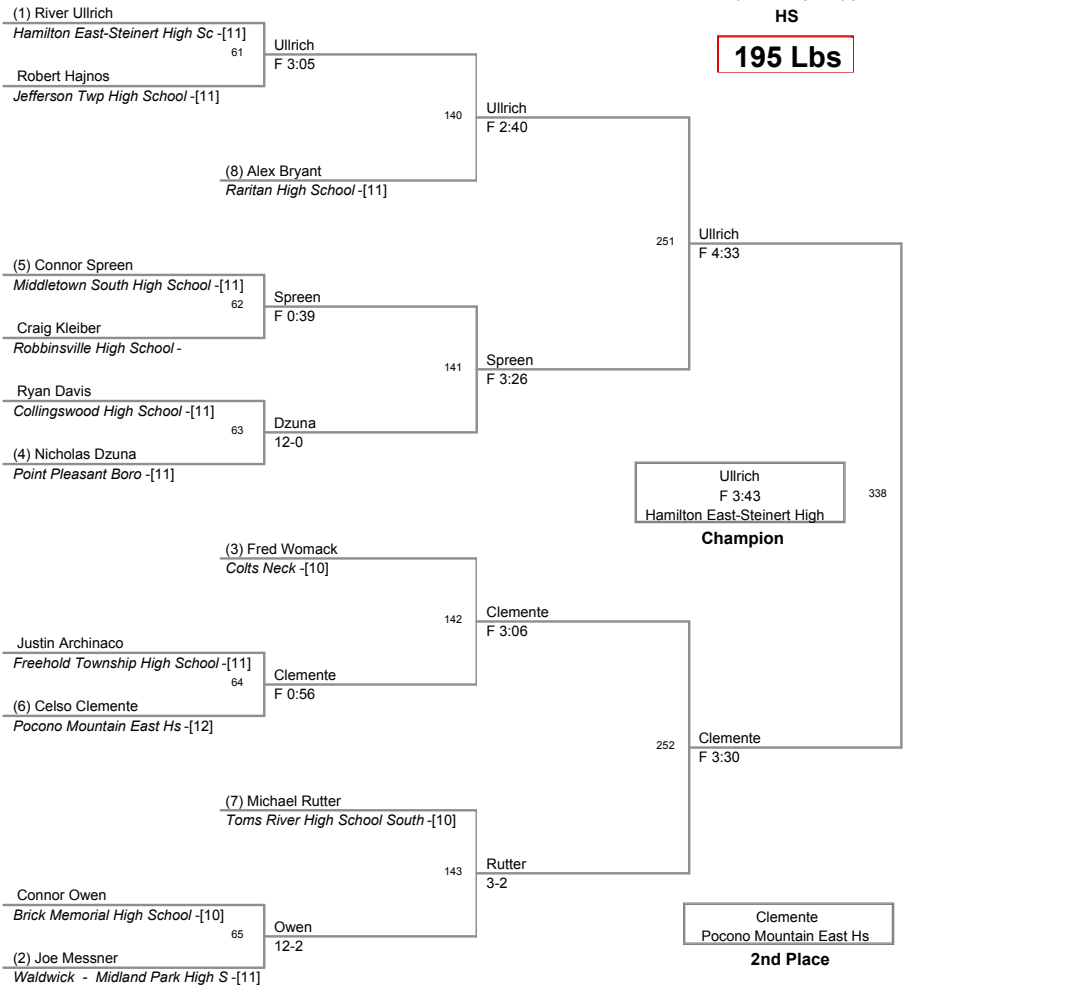 HS
195 Lbs
(1) River Ullrich
Hamilton East-Steinert High Sc -[11]
61
Robert Hajnos
Jefferson Twp High School -[11]
Ullrich
F 3:05
140
(8) Alex Bryant
Raritan High School -[11]
Ullrich
F 2:40
(5) Connor Spreen
Middletown South High School -[11]
62
Craig Kleiber
Robbinsville High School -
Spreen
F 0:39
Ryan Davis
Collingswood High School -[11]
63
(4) Nicholas Dzuna
Point Pleasant Boro -[11]
Dzuna
12-0
141
Spreen
F 3:26
251
Ullrich
F 4:33
Ullrich
F 3:43
Hamilton East-Steinert High
Champion
338
(3) Fred Womack
Colts Neck -[10]
142
Justin Archinaco
Freehold Township High School -[11]
64
(6) Celso Clemente
Pocono Mountain East Hs -[12]
Clemente
F 0:56
Clemente
F 3:06
252
Clemente
F 3:30
(7) Michael Rutter
Toms River High School South -[10]
143
Rutter
3-2
Connor Owen
Brick Memorial High School -[10]
65
(2) Joe Messner
Waldwick - Midland Park High S -[11]
Owen
12-2
Clemente
Pocono Mountain East Hs
2nd Place